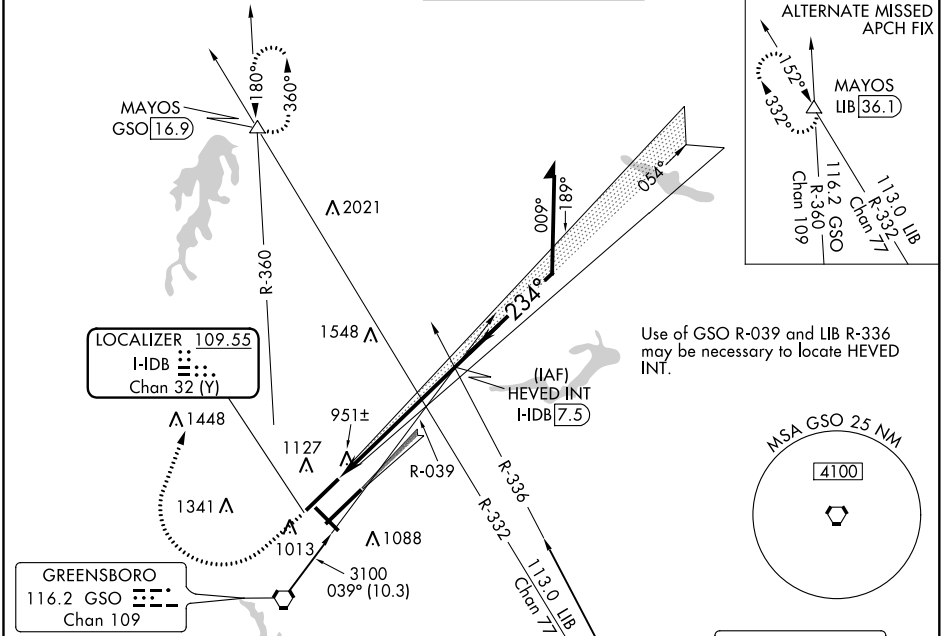 ALTERNATE MISSED
APCH FIX
152°
332°
MAYOS
LIB 36.1
116.2 GSO
R-360
Chan 109
113.0 LIB
R-332
Chan 77
180°
360°
MAYOS
GSO 16.9
2021
009°
189°
054°
R-360
234°
LOCALIZER 109.55
I-IDB
Chan 32 (Y)
1548
Use of GSO R-039 and LIB R-336
may be necessary to locate HEVED
INT.
(IAF)
HEVED INT
I-IDB 7.5
1448
951±
1127
R-039
R-336
MSA GSO 25 NM
4100
1341
R-332
1013
1088
GREENSBORO
116.2 GSO
Chan 109
3100
039° (10.3)
113.0 LIB
Chan 77